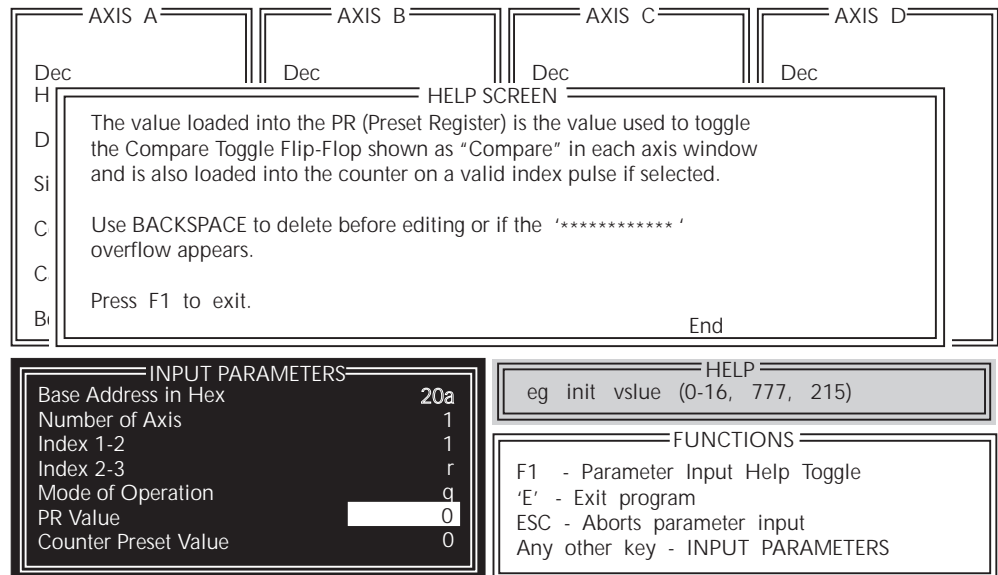 AXIS A AXIS B AXIS C AXIS D
Dec Dec Dec Dec
H
HELP SCREEN
The value loaded into the PR (Preset Register) is the value used to toggle
D
the Compare Toggle Flip-Flop shown as "Compare" in each axis window
Si
and is also loaded into the counter on a valid index pulse if selected.
C
Use BACKSPACE to delete before editing or if the '************ '
overflow appears.
C
Press F1 to exit.
B
End
INPUT PARAMETERS
Base Address in Hex 20a
Number of Axis 1
Index 1-2 1
Index 2-3 r
Mode of Operation q
PR Value 0
Counter Preset Value 0
HELP
eg init vslue (0-16, 777, 215)
FUNCTIONS
F1 - Parameter Input Help Toggle
'E' - Exit program
ESC - Aborts parameter input
Any other key - INPUT PARAMETERS